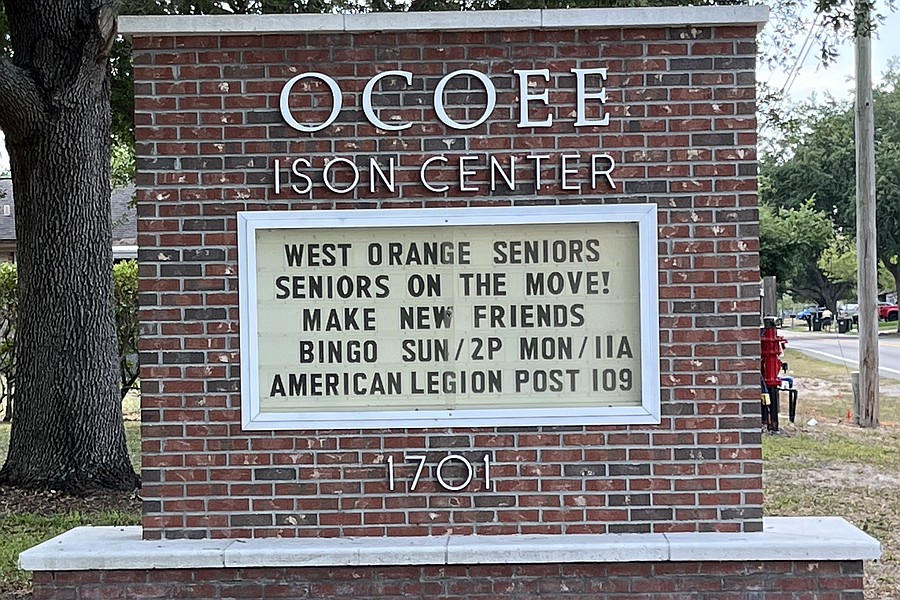 OCOEE
ISON CENTER
WEST ORANGE SENIORS
SENIORS ON THE MOVE!
MAKE NEW FRIENDS
BINGO SUN/2P MON/11A
AMERICAN LEGION POST 109
1701